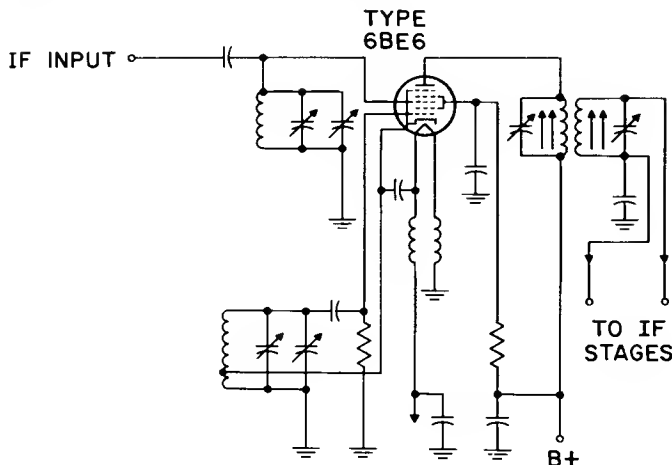 TYPE
6BE6
IF INPUT
TO IF
STAGES
B+